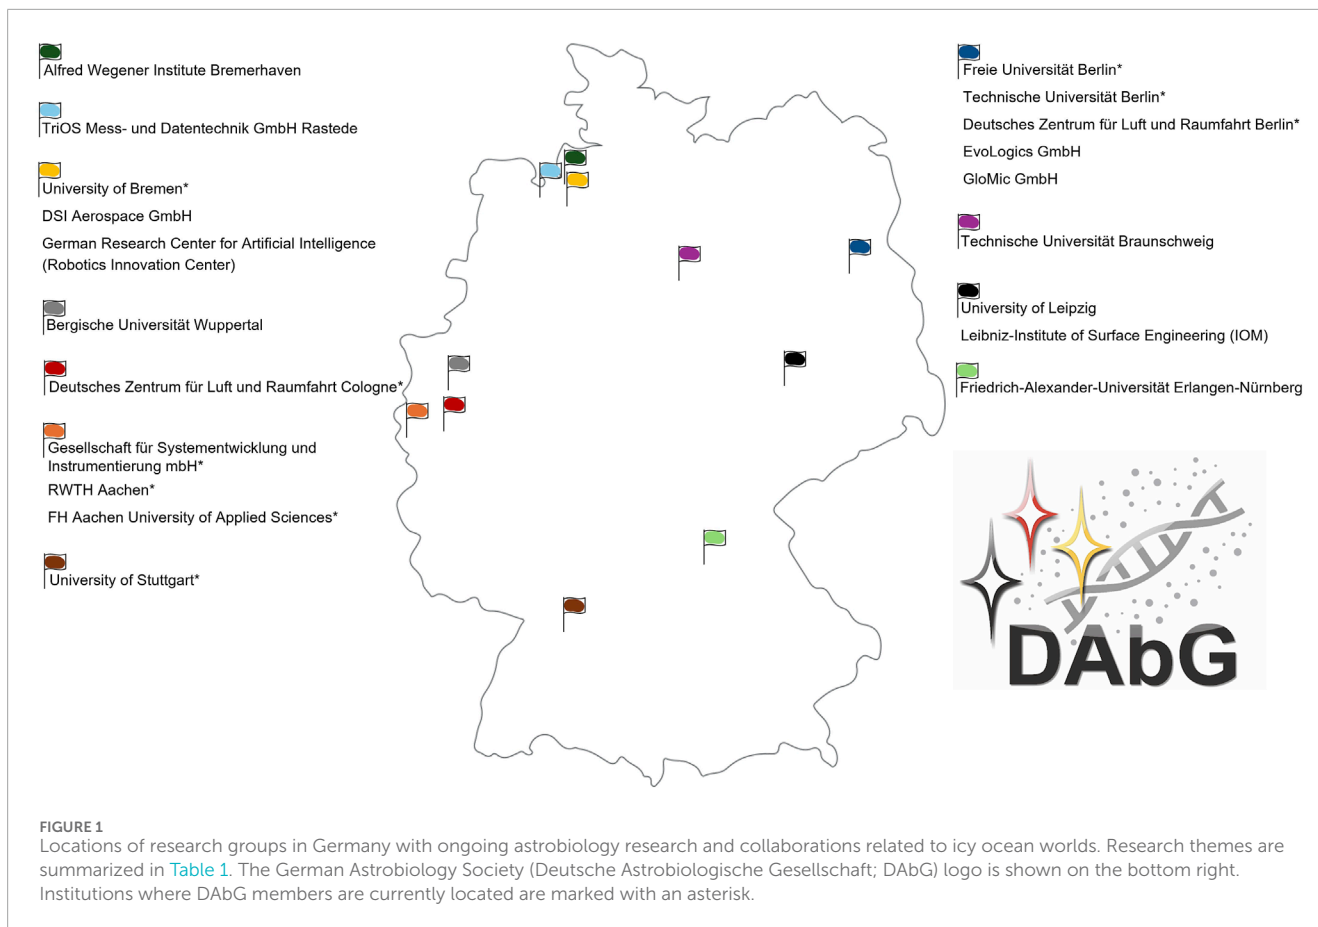 Alfred Wegener Institute Bremerhaven
TriOS Mess- und Datentechnik GmbH Rastede
University of Bremen*
DSI Aerospace GmbH
German Research Center for Artificial Intelligence
(Robotics Innovation Center)
Bergische Universität Wuppertal
Deutsches Zentrum für Luft und Raumfahrt Cologne*
Gesellschaft für Systementwicklung und
Instrumentierung mbH*
RWTH Aachen*
FH Aachen University of Applied Sciences*
University of Stuttgart*
Freie Universität Berlin*
Technische Universität Berlin*
Deutsches Zentrum für Luft und Raumfahrt Berlin*
EvoLogics GmbH
GloMic GmbH
Technische Universität Braunschweig
University of Leipzig
Leibniz-Institute of Surface Engineering (IOM)
Friedrich-Alexander-Universität Erlangen-Nürnberg
DAbG
FIGURE 1
Locations of research groups in Germany with ongoing astrobiology research and collaborations related to icy ocean worlds. Research themes are
summarized in Table 1. The German Astrobiology Society (Deutsche Astrobiologische Gesellschaft; DAbG) logo is shown on the bottom right.
Institutions where DAbG members are currently located are marked with an asterisk.